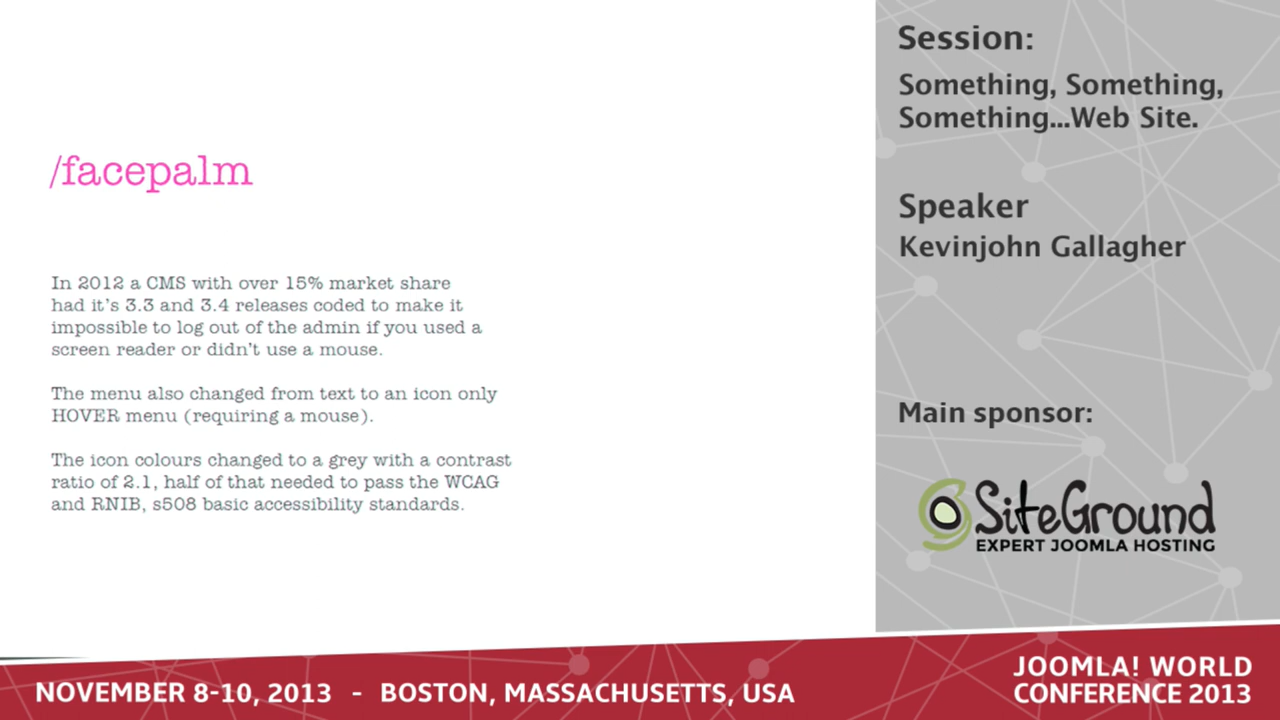 /facepalm
In 2012 a CMS with over 15% market share
had it's 3.3 and 3.4 releases coded to make it
impossible to log out of the admin if you used a
screen reader or didn't use a mouse.
The menu also changed from text to an icon only
HOVER menu (requiring a mouse).
The icon colours changed to a grey with a contrast
ratio of 2.1, half of that needed to pass the WCAG
and RNIB, s508 basic accessibility standards.
Session:
Something, Something,
Something...Web Site.
Speaker
Kevinjohn Gallagher
Main sponsor:
SiteGround
EXPERT JOOMLA HOSTING
NOVEMBER 8-10, 2013 - BOSTON, MASSACHUSETTS, USA
JOOMLA! WORLD
CONFERENCE 2013